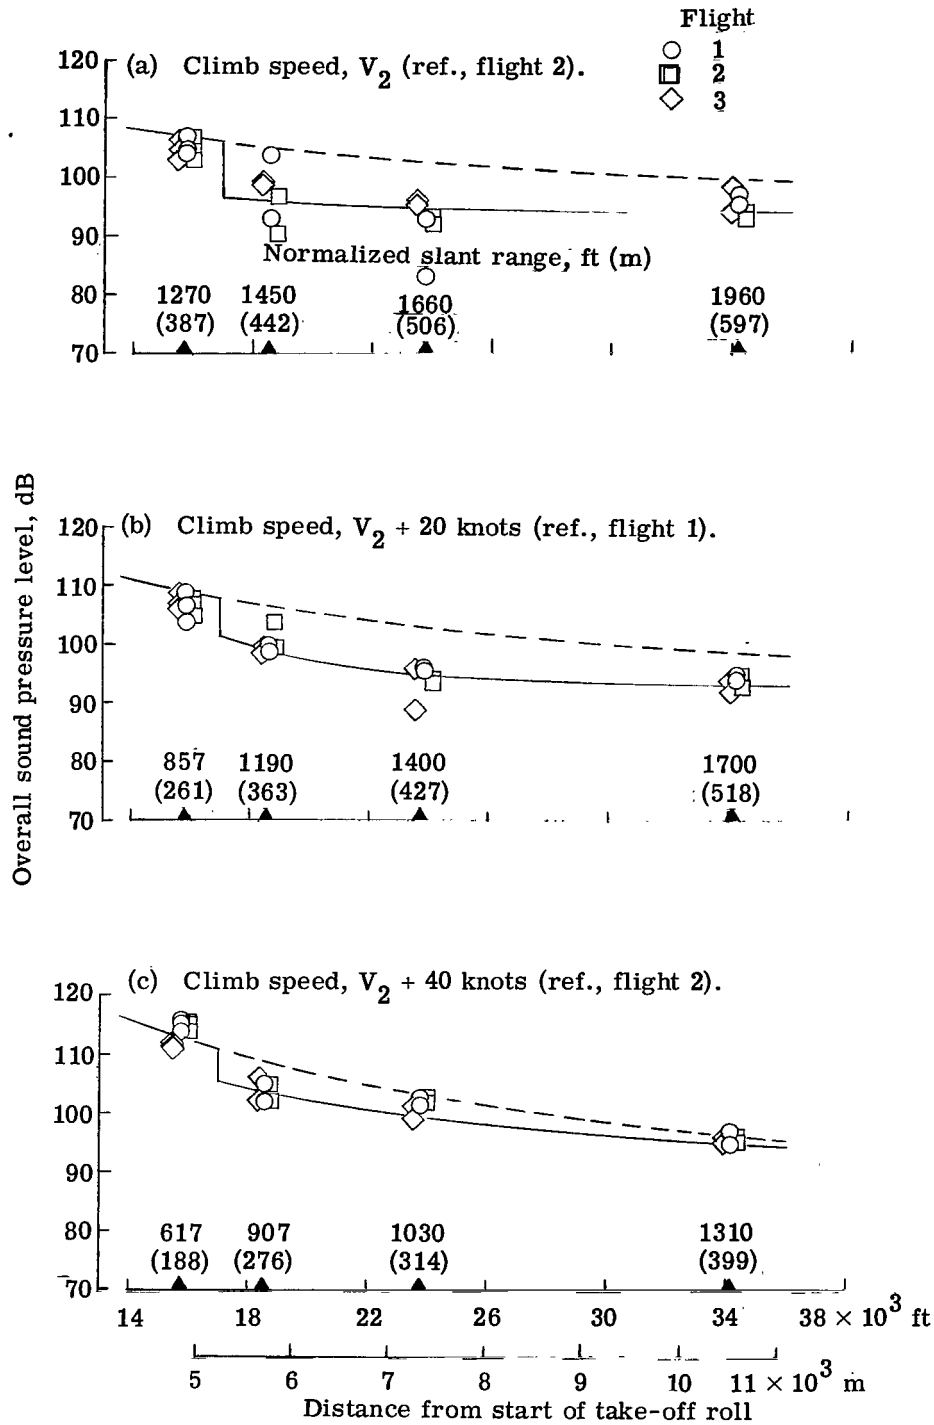 Flight
1
2
3
(a) Climb speed, V2 (ref., flight 2).
120
110
100
90
80
70
Normalized slant range, ft (m)
1270 1450 1660 1960
(387) (442) (506) (597)
Overall sound pressure level, dB
(b) Climb speed, V2 + 20 knots (ref., flight 1).
120
110
100
90
80
70
857 1190 1400 1700
(261) (363) (427) (518)
(c) Climb speed, V2 + 40 knots (ref., flight 2).
120
110
100
90
80
70
617 907 1030 1310
(188) (276) (314) (399)
14 18 22 26 30 34 38 × 10³ ft
5 6 7 8 9 10 11 × 10³ m
Distance from start of take-off roll